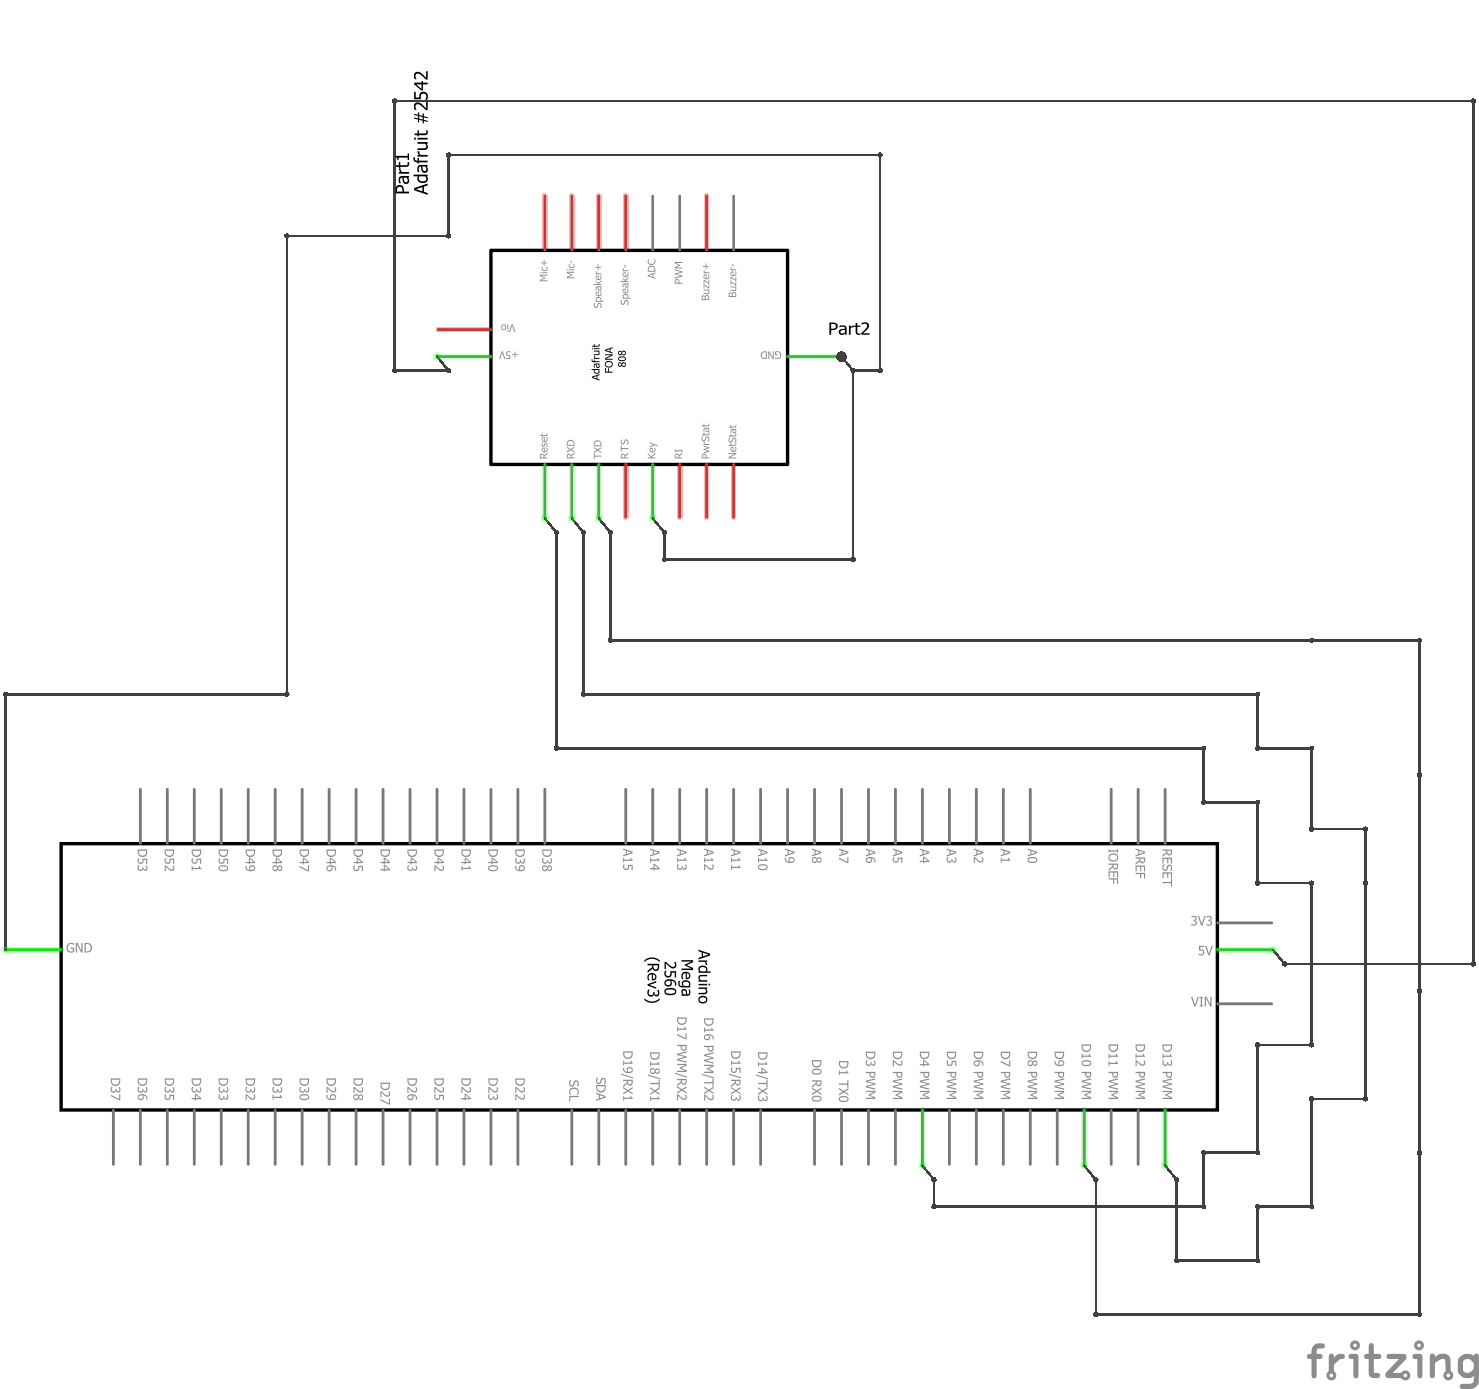 Part1
Adafruit #2542
Mic+
Mic-
Speaker+
Speaker-
ADC
PWM
Buzzer+
Buzzer-
Vio
+5V
Adafruit
FONA
808
GND
Part2
Reset
RXD
TXD
RTS
Key
RI
PwrStat
NetStat
D53
D52
D51
D50
D49
D48
D47
D46
D45
D44
D43
D42
D41
D40
D39
D38
A15
A14
A13
A12
A11
A10
A9
A8
A7
A6
A5
A4
A3
A2
A1
A0
IOREF
AREF
RESET
GND
3V3
5V
VIN
Arduino
Mega
2560
(Rev3)
D37
D36
D35
D34
D33
D32
D31
D30
D29
D28
D27
D26
D25
D24
D23
D22
SCL
SDA
D19/RX1
D18/TX1
D17 PWM/RX2
D16 PWM/TX2
D15/RX3
D14/TX3
D0 RX0
D1 TX0
D3 PWM
D2 PWM
D4 PWM
D5 PWM
D6 PWM
D7 PWM
D8 PWM
D9 PWM
D10 PWM
D11 PWM
D12 PWM
D13 PWM
fritzing